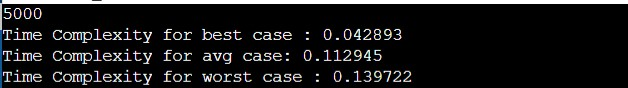 5000
Time Complexity for best case : 0.042893
Time Complexity for avg case: 0.112945
Time Complexity for worst case : 0.139722